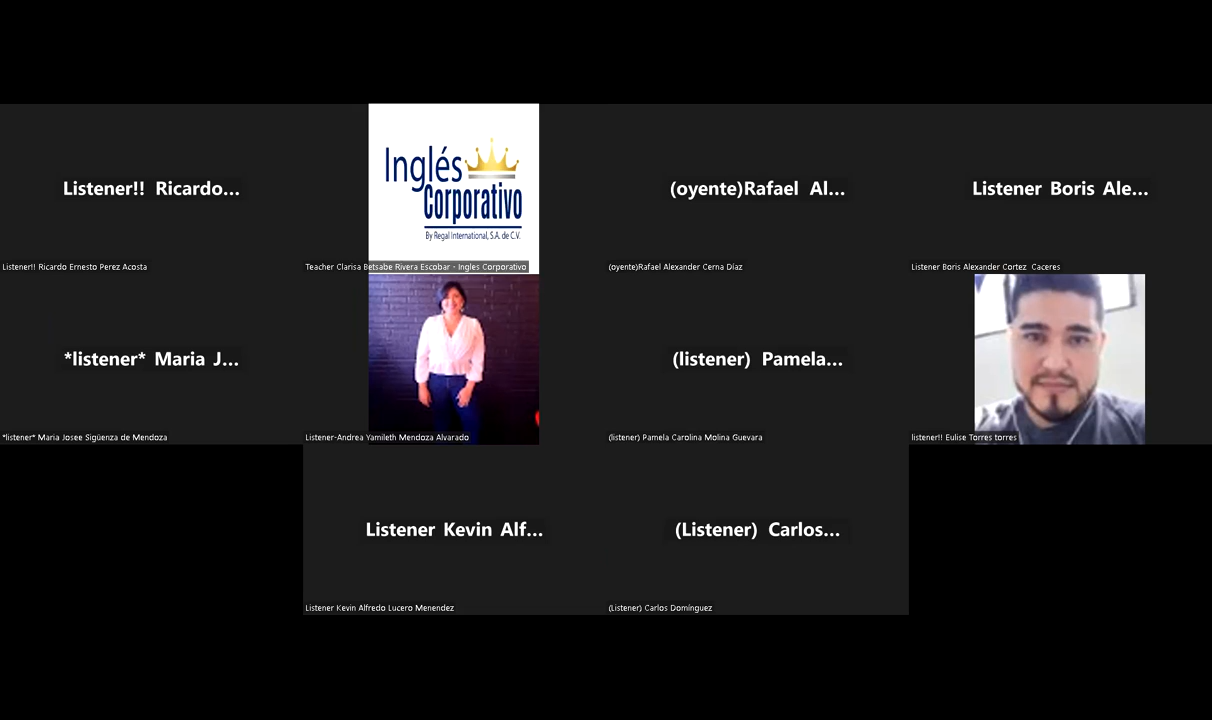 Listener!! Ricardo...
Listener!! Ricardo Ernesto Perez Acosta
Inglés
Corporativo
By Regal International, S.A. de C.V.
Teacher Clarisa Betsabe Rivera Escobar - Ingles Corporativo
(oyente)Rafael Al...
(oyente)Rafael Alexander Cerna Díaz
Listener Boris Ale...
Listener Boris Alexander Cortez Caceres
*listener* Maria J...
*listener* Maria Josee Sigüenza de Mendoza
Listener-Andrea Yamileth Mendoza Alvarado
(listener) Pamela...
(listener) Pamela Carolina Molina Guevara
listener!! Eulise Torres torres
Listener Kevin Alf...
Listener Kevin Alfredo Lucero Menendez
(Listener) Carlos...
(Listener) Carlos Domínguez